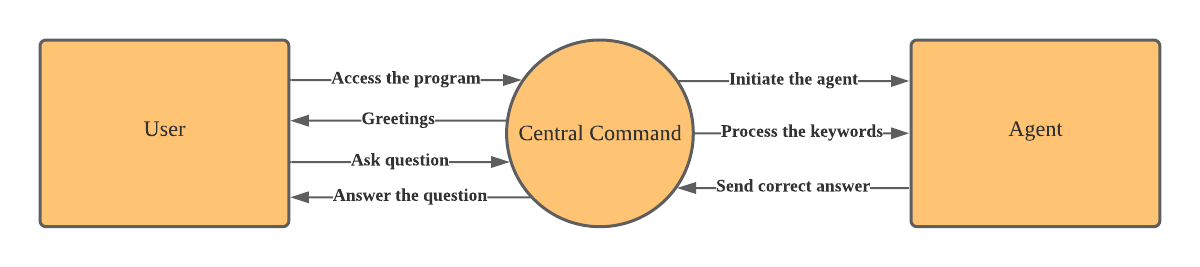 User
Access the program
Greetings
Ask question
Answer the question
Central Command
Initiate the agent
Process the keywords
Send correct answer
Agent